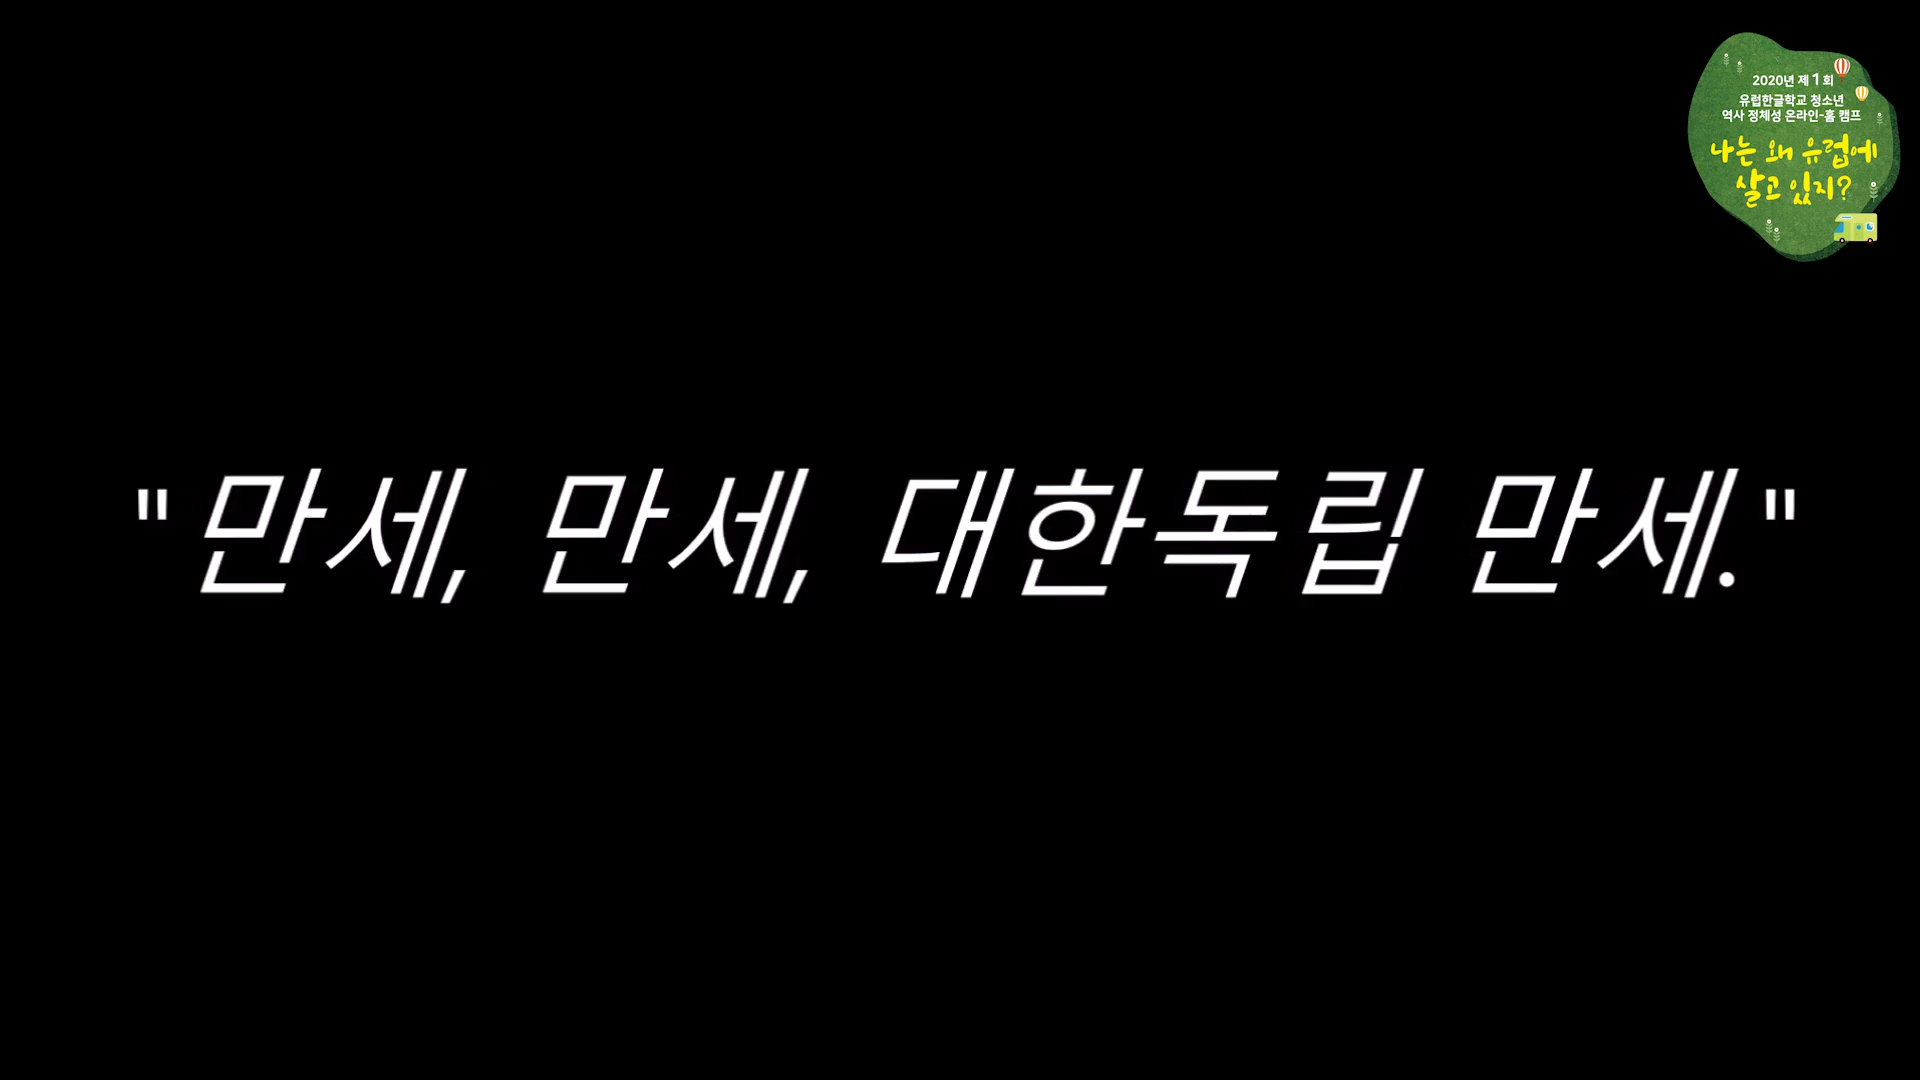 2020년 제1회
유럽한글학교 청소년
역사 정체성 온라인-홈 캠프
나는 왜 유럽에
살고 있지?
"만세, 만세, 대한독립 만세."